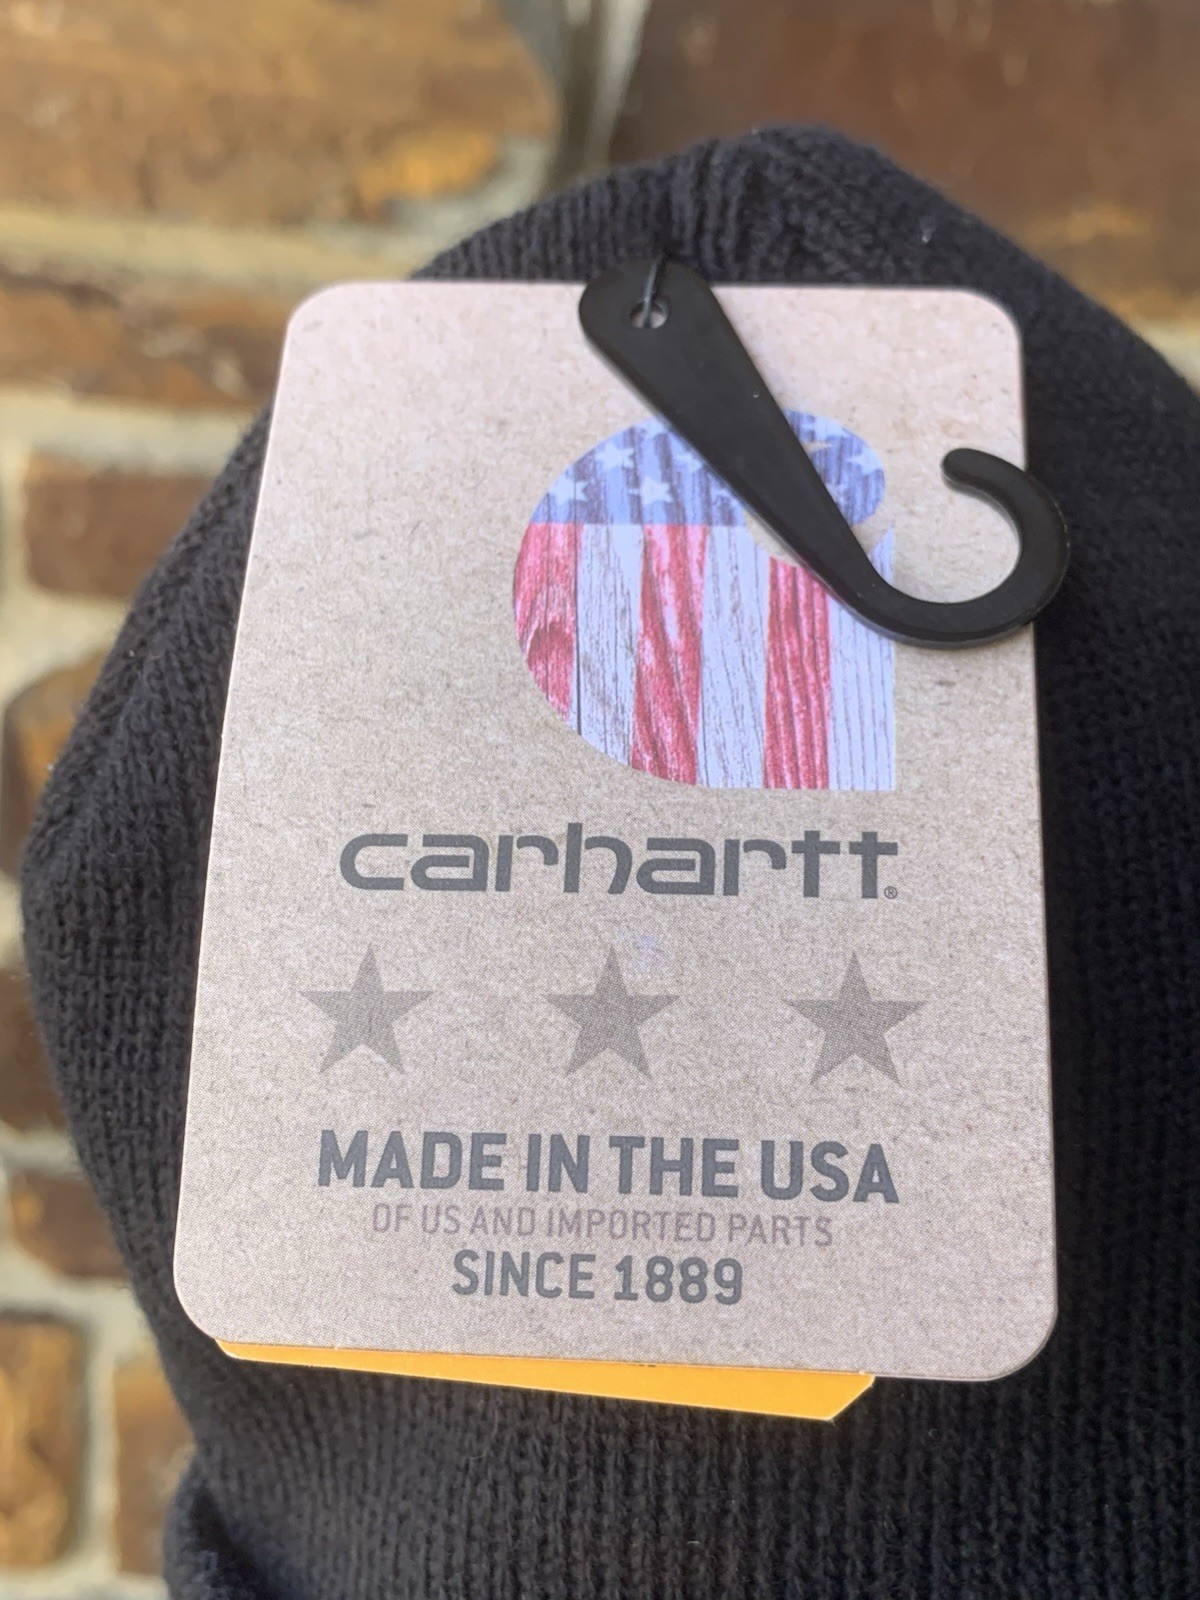 carhartt®
MADE IN THE USA
OF US AND IMPORTED PARTS
SINCE 1889